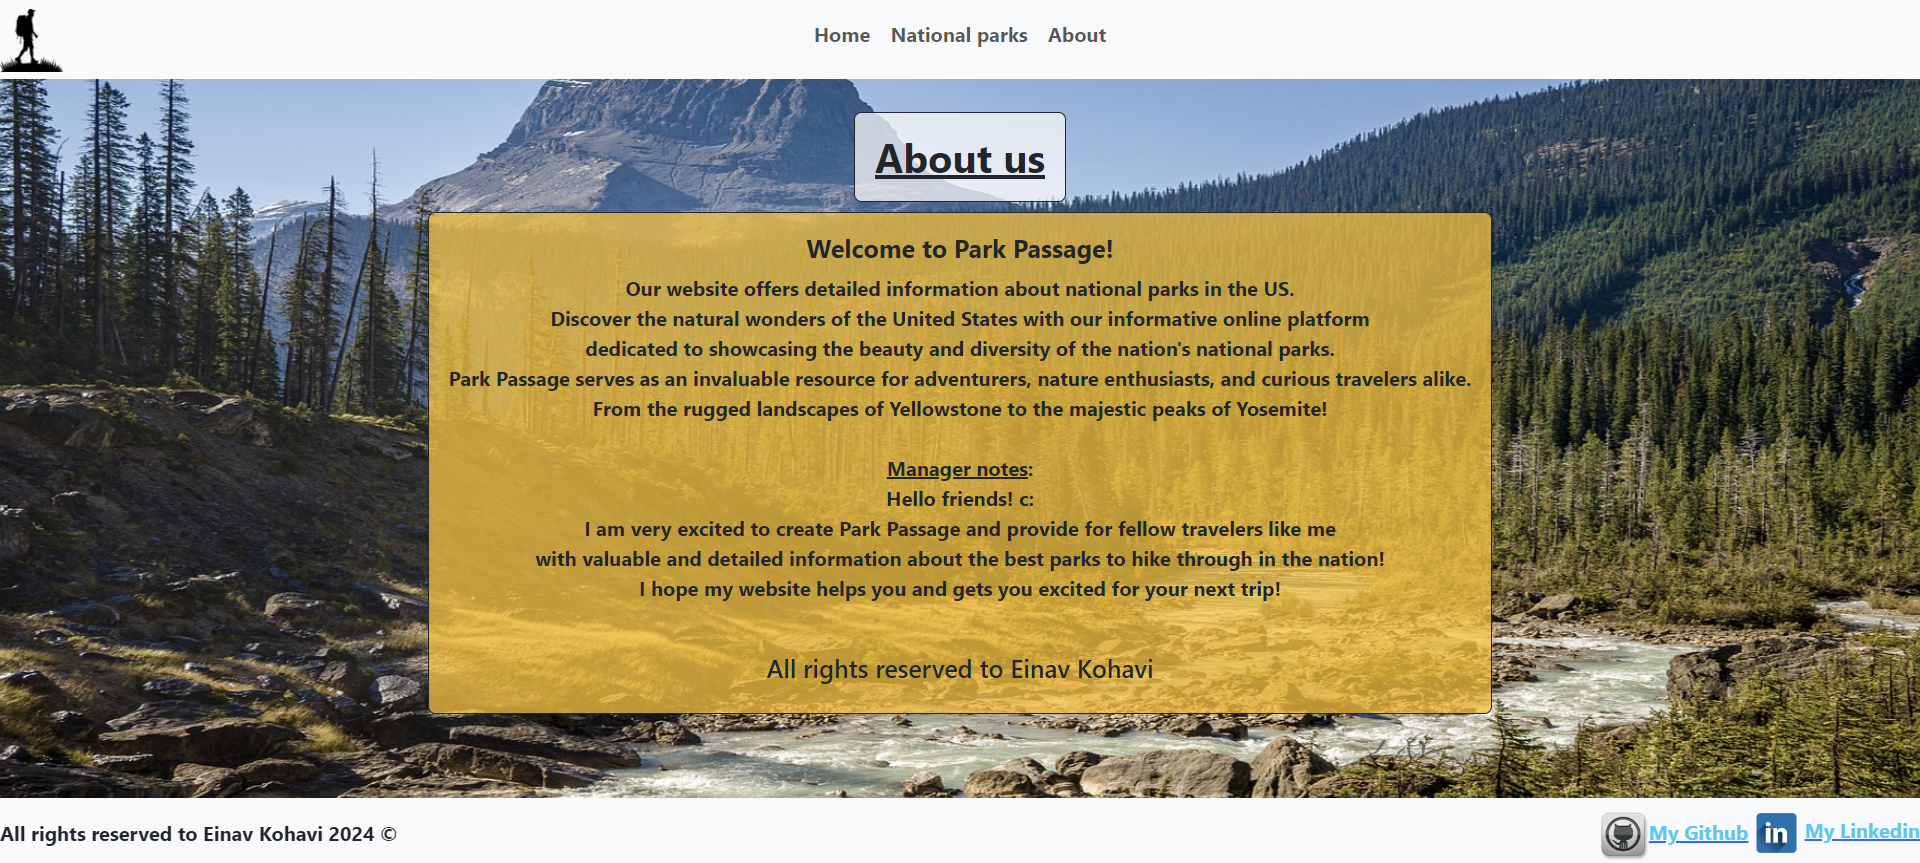 Home National parks About
About us
Welcome to Park Passage!
Our website offers detailed information about national parks in the US.
Discover the natural wonders of the United States with our informative online platform
dedicated to showcasing the beauty and diversity of the nation's national parks.
Park Passage serves as an invaluable resource for adventurers, nature enthusiasts, and curious travelers alike.
From the rugged landscapes of Yellowstone to the majestic peaks of Yosemite!
Manager notes:
Hello friends! c:
I am very excited to create Park Passage and provide for fellow travelers like me
with valuable and detailed information about the best parks to hike through in the nation!
I hope my website helps you and gets you excited for your next trip!
All rights reserved to Einav Kohavi
All rights reserved to Einav Kohavi 2024 © My Github in My Linkedin